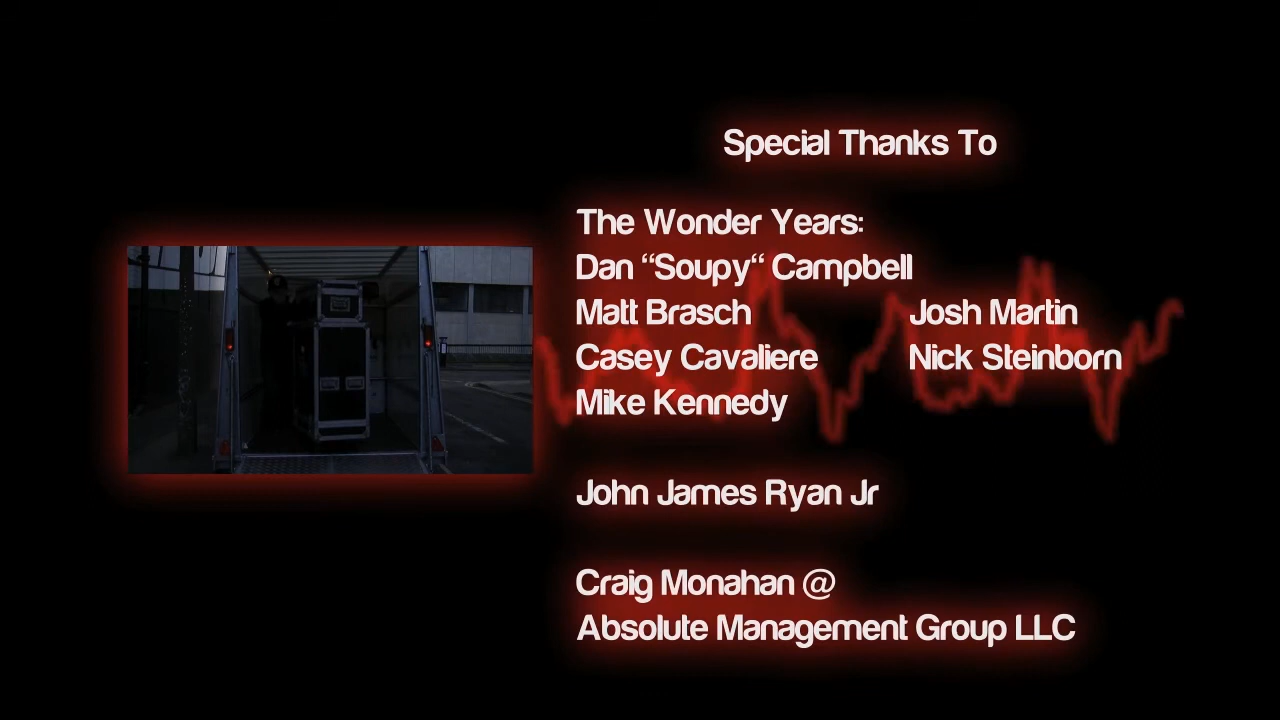 Special Thanks To
The Wonder Years:
Dan “Soupy“ Campbell
Matt Brasch Josh Martin
Casey Cavaliere Nick Steinborn
Mike Kennedy
John James Ryan Jr
Craig Monahan @
Absolute Management Group LLC